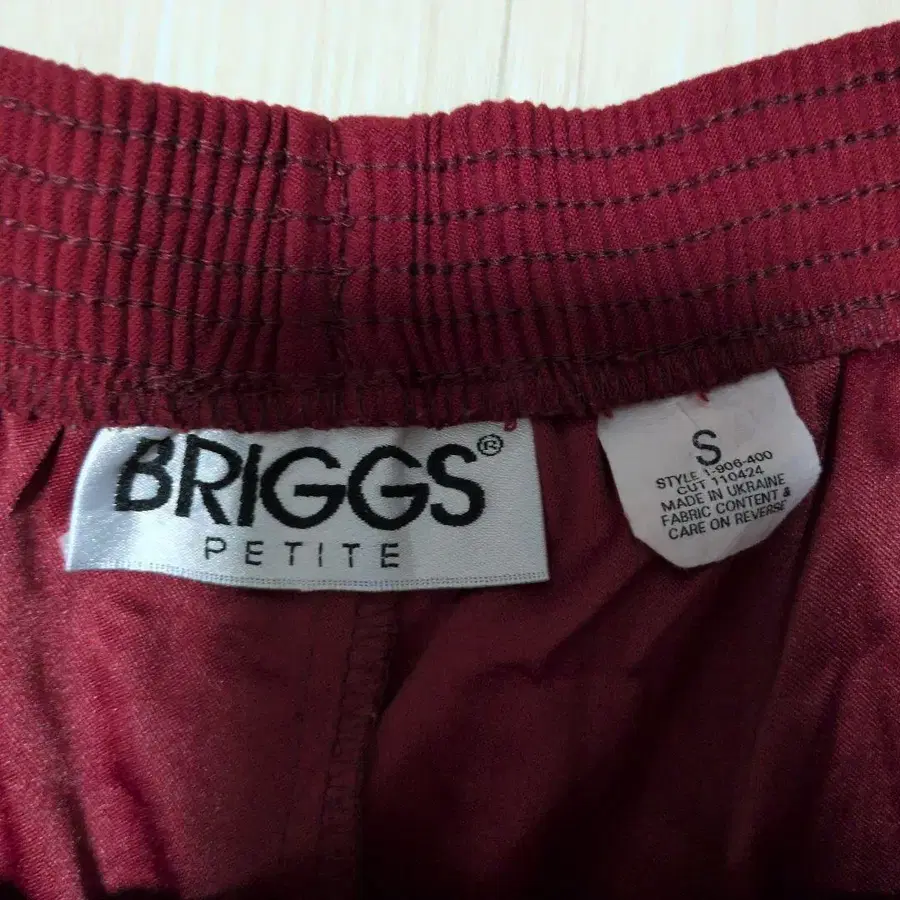 BRIGGS®
PETITE
S
STYLE 1-906-400
CUT 110424
MADE IN UKRAINE
FABRIC CONTENT &
CARE ON REVERSE